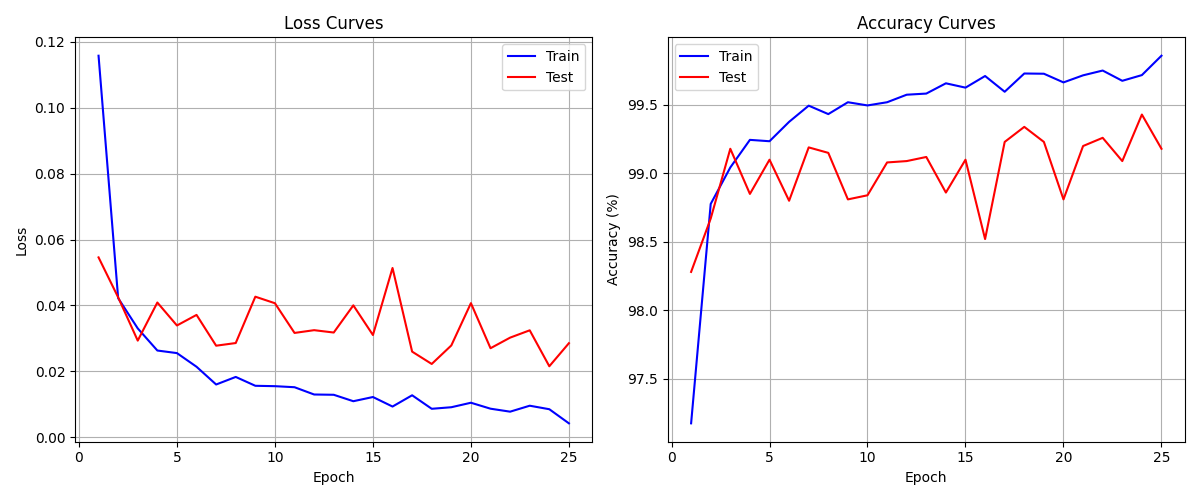 Loss Curves
Train
Test
0.12
0.10
0.08
0.06
0.04
0.02
0.00
Loss
0 5 10 15 20 25
Epoch
Accuracy Curves
Train
Test
99.5
99.0
98.5
98.0
97.5
Accuracy (%)
0 5 10 15 20 25
Epoch